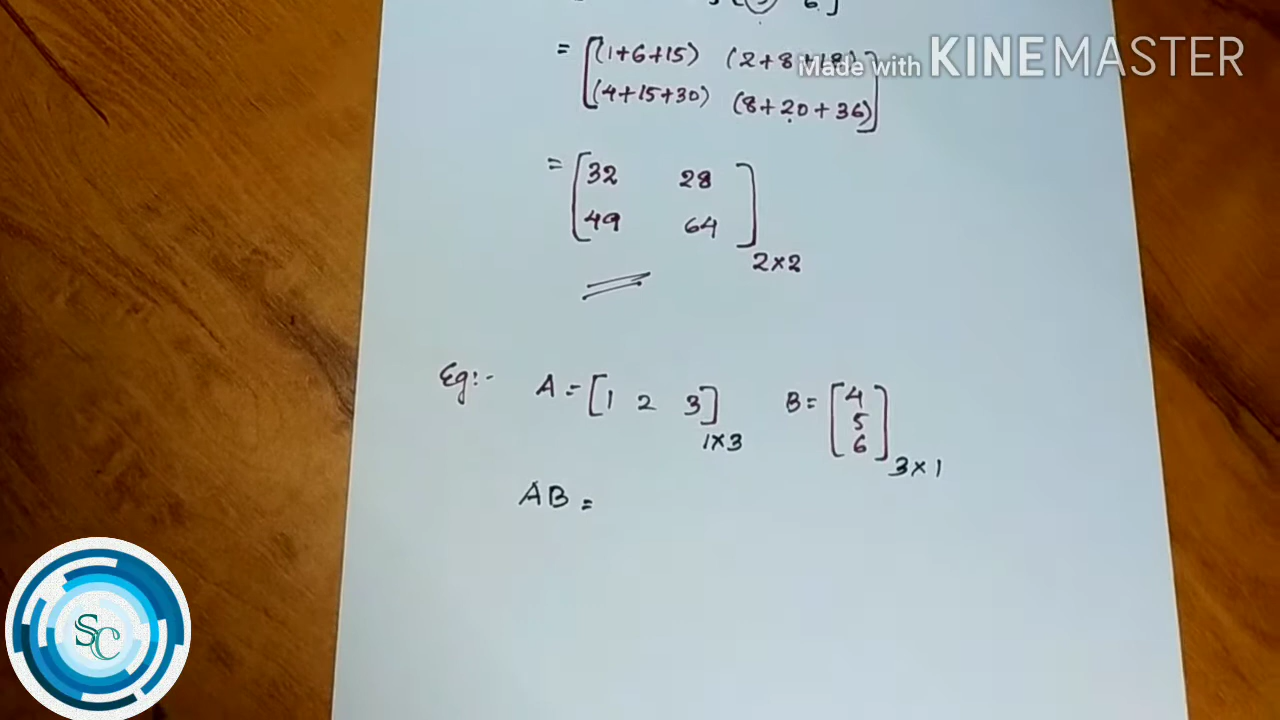 = [(1+6+15) (2+8+18)
(4+15+30) (8+20+36)]
Made with KINEMASTER
= [32 28
49 64]
2×2
Eg:- A = [1 2 3] 1×3 B = [4
5
6] 3×1
AB =
SC